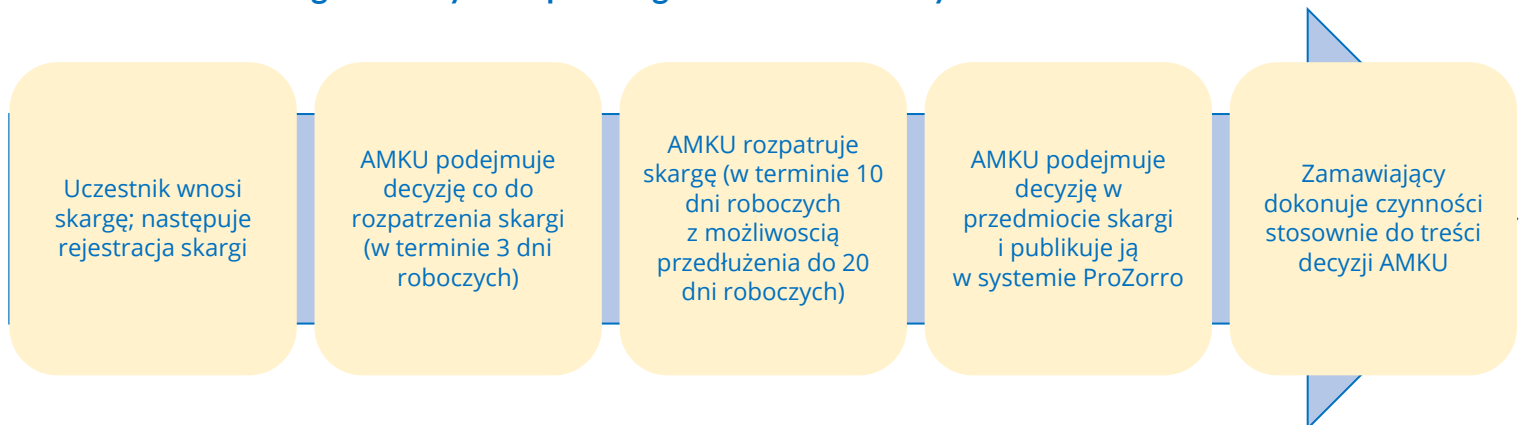 Uczestnik wnosi
skargę; następuje
rejestracja skargi
AMKU podejmuje
decyzję co do
rozpatrzenia skargi
(w terminie 3 dni
roboczych)
AMKU rozpatruje
skargę (w terminie 10
dni roboczych
z możliwoscią
przedłużenia do 20
dni roboczych)
AMKU podejmuje
decyzję w
przedmiocie skargi
i publikuje ją
w systemie ProZorro
Zamawiający
dokonuje czynności
stosownie do treści
decyzji AMKU